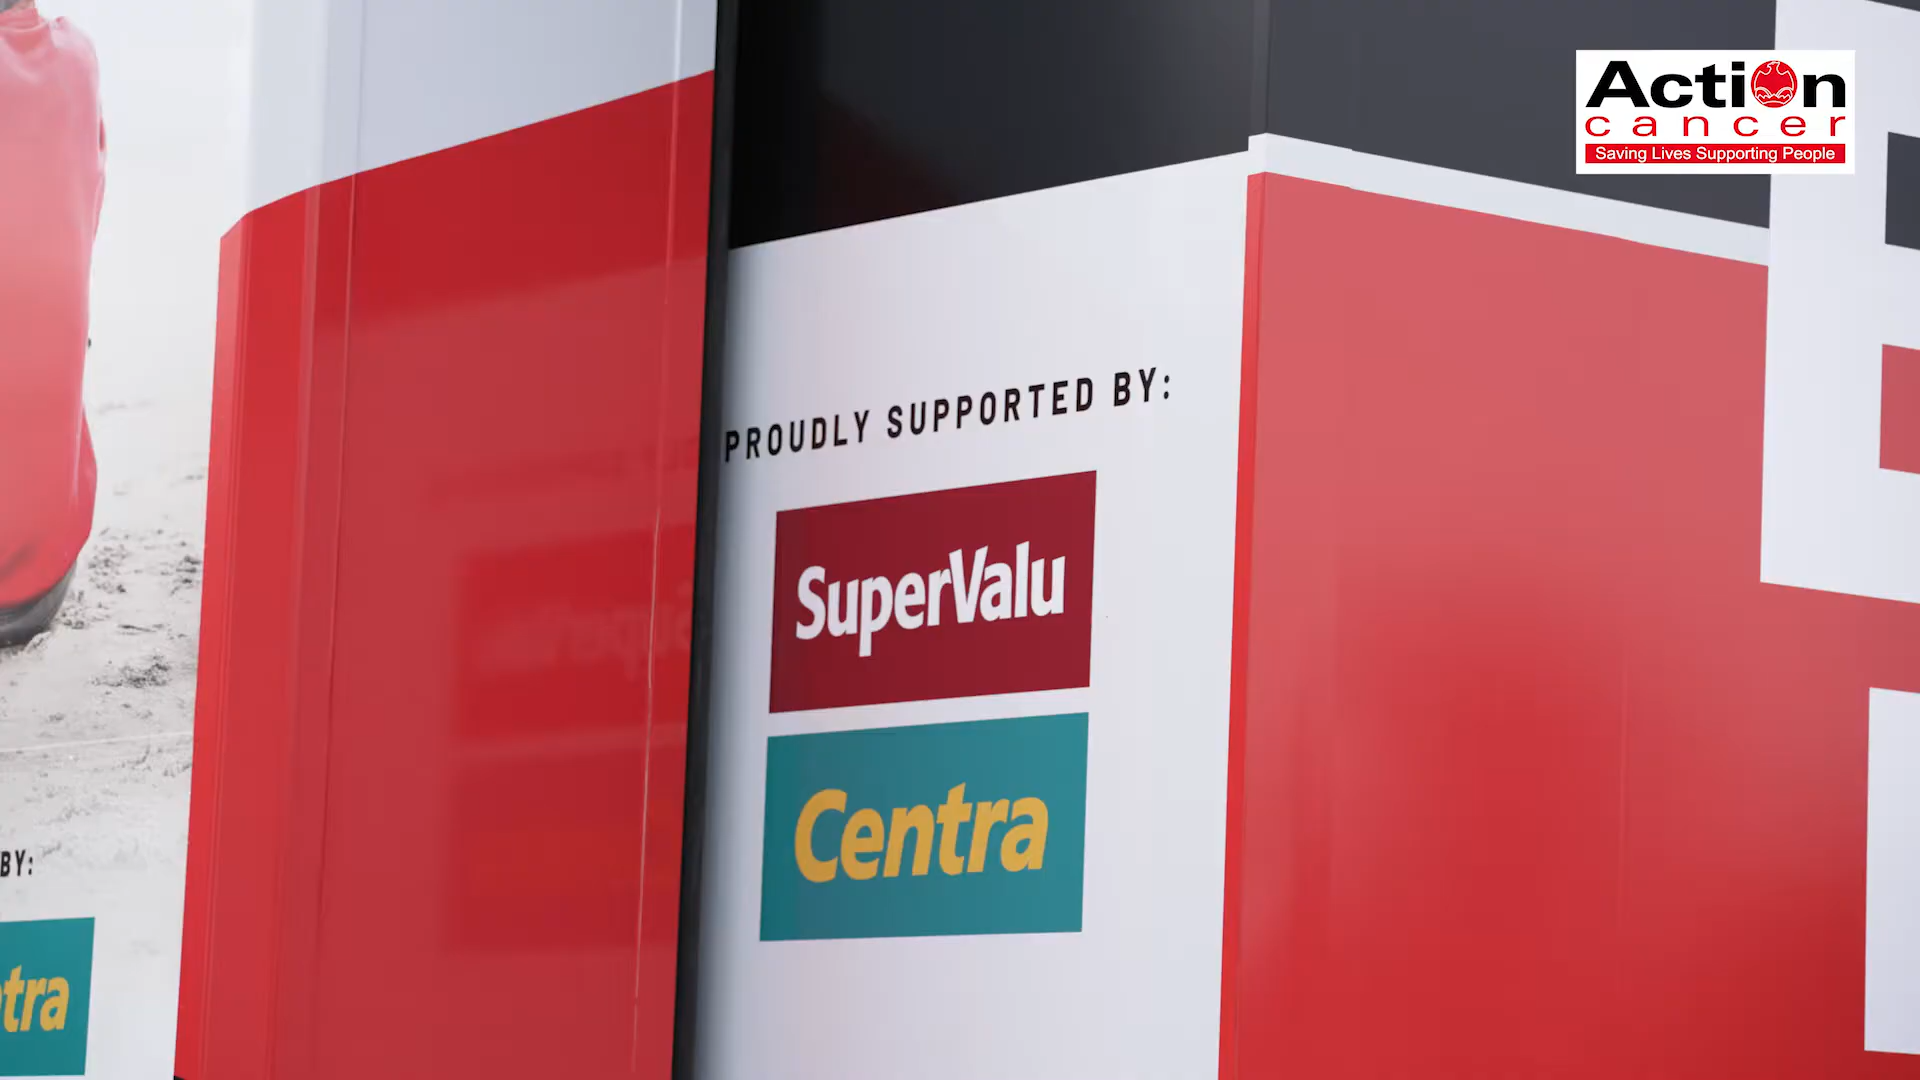 Action
cancer
Saving Lives Supporting People
PROUDLY SUPPORTED BY:
SuperValu
Centra
BY:
tra